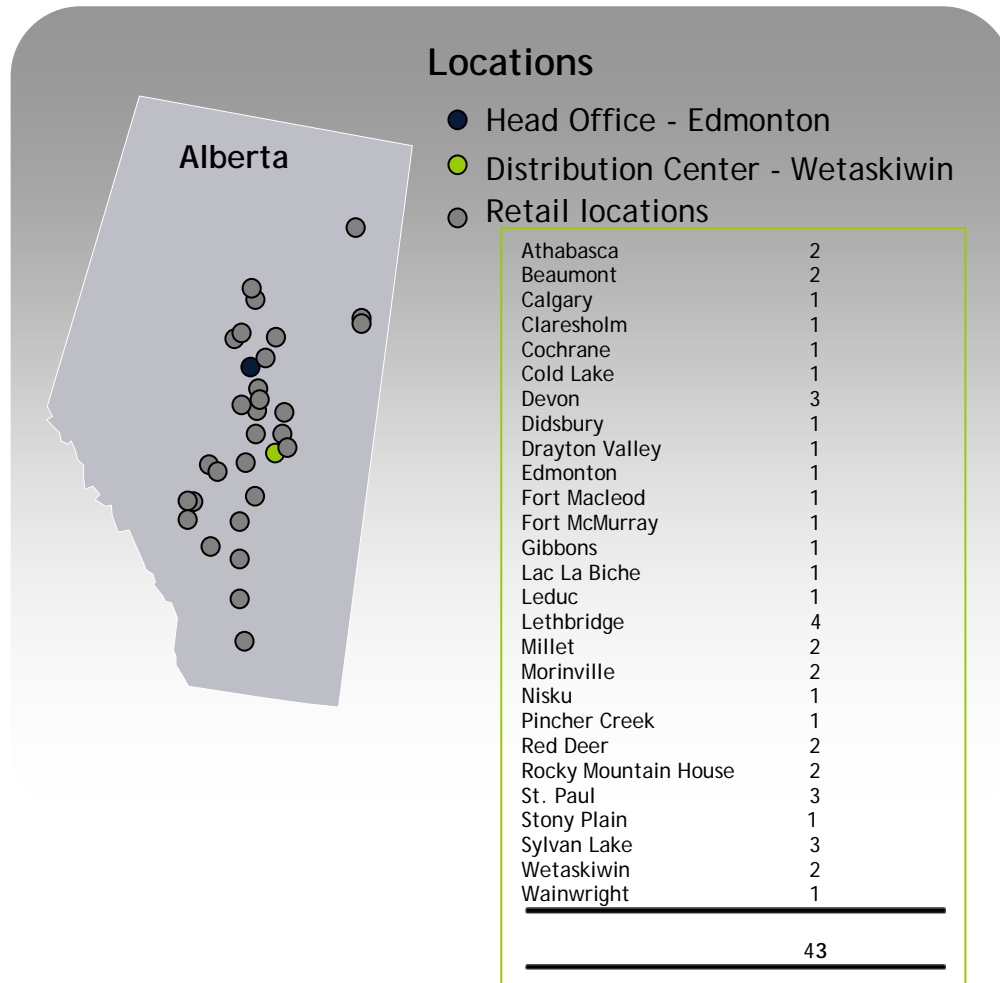 Locations
Alberta
Head Office - Edmonton
Distribution Center - Wetaskiwin
Retail locations
Athabasca 2
Beaumont 2
Calgary 1
Claresholm 1
Cochrane 1
Cold Lake 1
Devon 3
Didsbury 1
Drayton Valley 1
Edmonton 1
Fort Macleod 1
Fort McMurray 1
Gibbons 1
Lac La Biche 1
Leduc 1
Lethbridge 4
Millet 2
Morinville 2
Nisku 1
Pincher Creek 1
Red Deer 2
Rocky Mountain House 2
St. Paul 3
Stony Plain 1
Sylvan Lake 3
Wetaskiwin 2
Wainwright 1
43